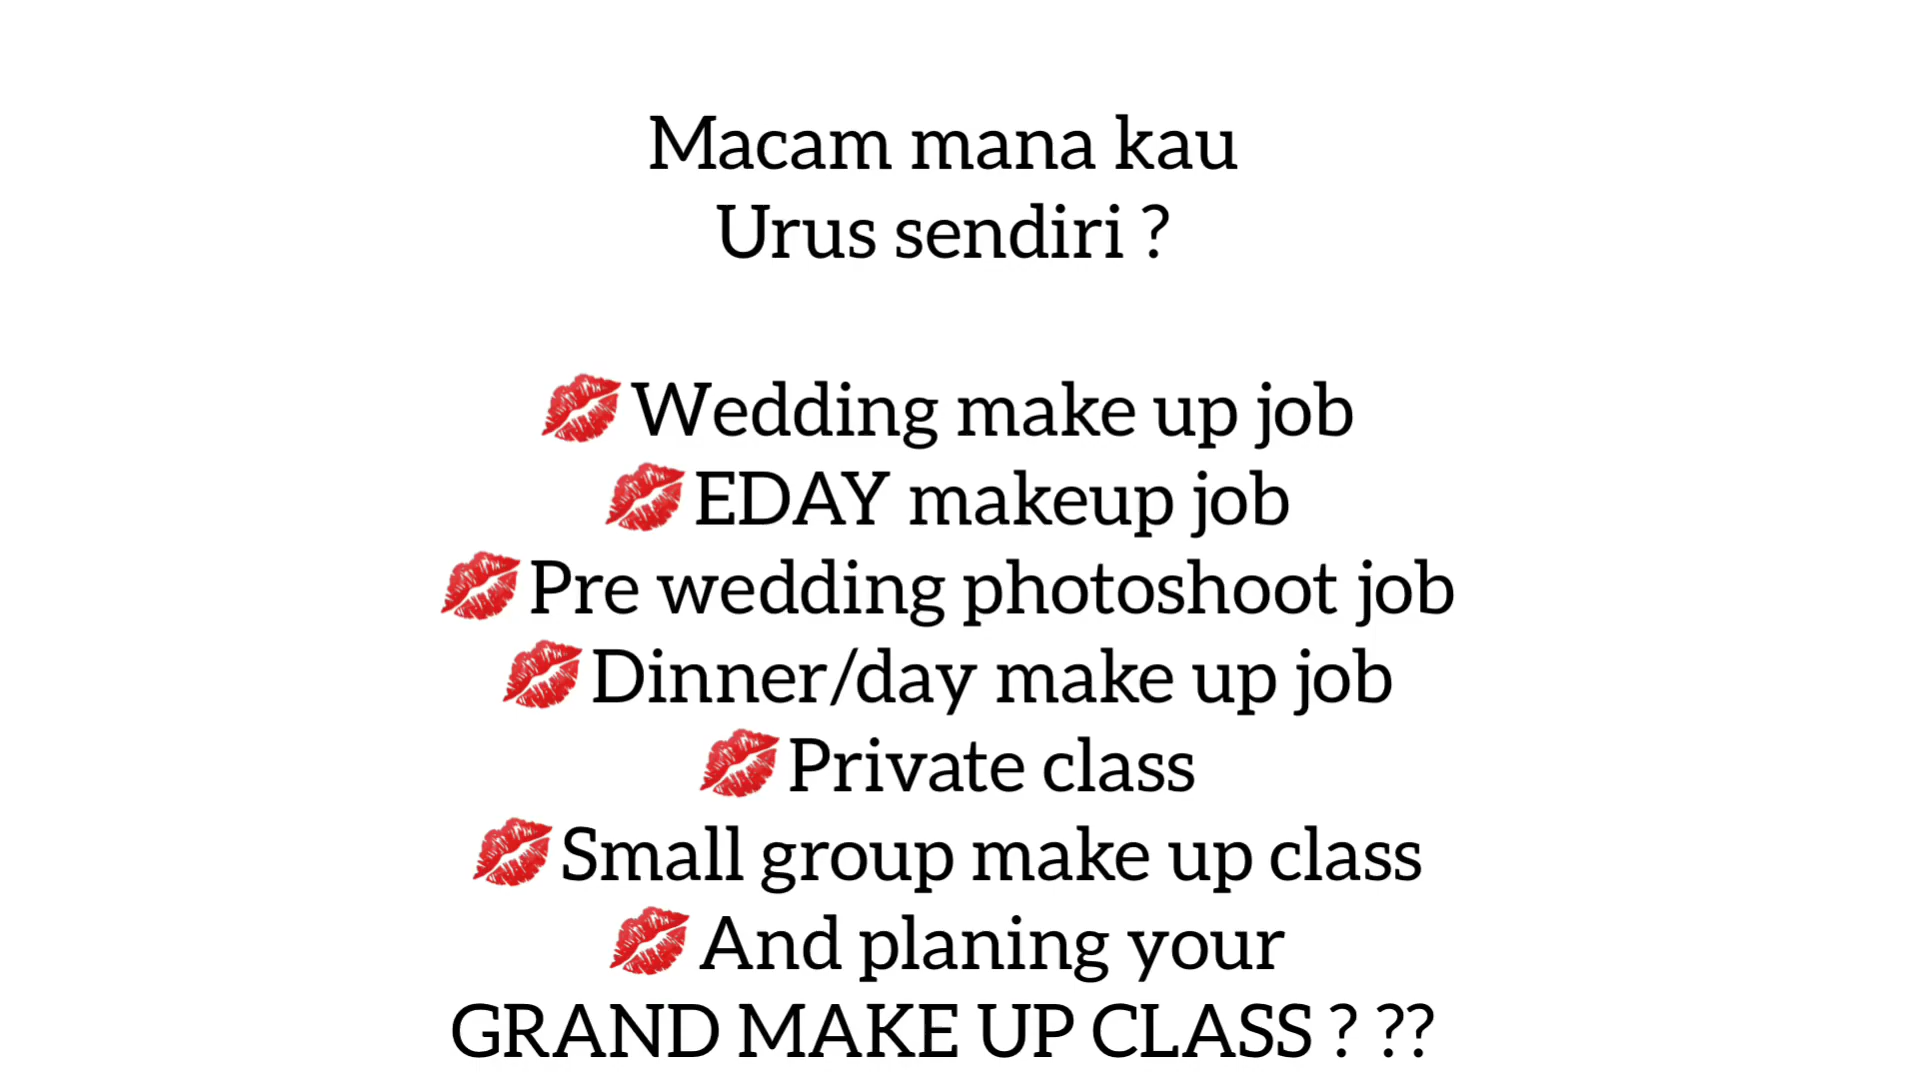 Macam mana kau
Urus sendiri ?
💋Wedding make up job
💋EDAY makeup job
💋Pre wedding photoshoot job
💋Dinner/day make up job
💋Private class
💋Small group make up class
💋And planing your
GRAND MAKE UP CLASS ? ??